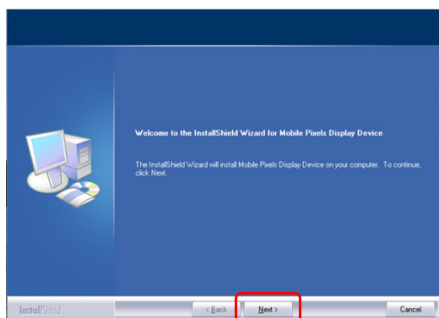 Welcome to the InstallShield Wizard for Mobile Pixels Display Device
The InstallShield Wizard will install Mobile Pixels Display Device on your computer. To continue,
click Next.
InstallShield
< Back
Next >
Cancel